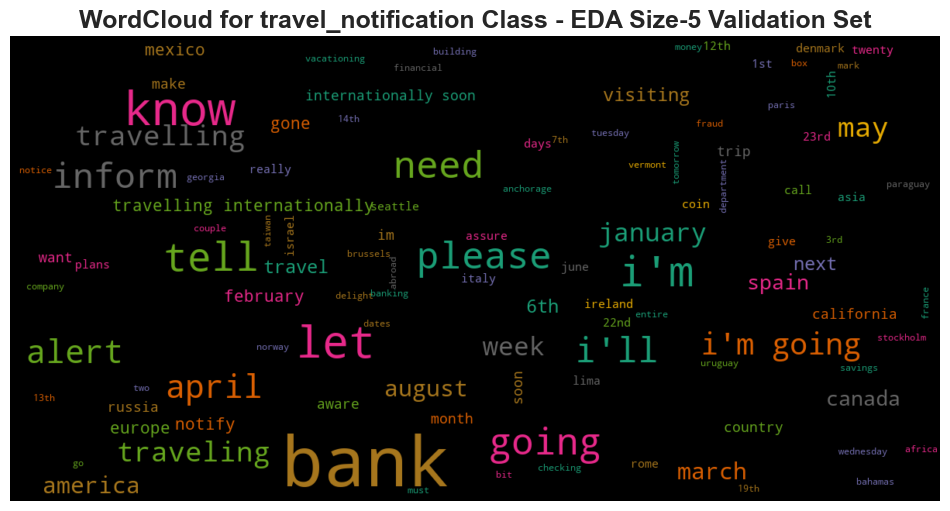 WordCloud for travel_notification Class - EDA Size-5 Validation Set
mexico
building
money
12th
denmark
twenty
vacationing
financial
1st
box
mark
make
internationally soon
visiting
10th
know
paris
travelling
gone
14th
fraud
may
tuesday
23rd
days
7th
notice
inform
georgia
really
need
vermont
tomorrow
trip
department
call
asia
paraguay
anchorage
coin
travelling internationally
seattle
couple
taiwan
israel
im
assure
january
give
3rd
want
plans
tell
travel
brussels
abroad
please
italy
june
i'm
next
spain
company
february
delight
banking
6th
ireland
entire
22nd
california
france
dates
alert
norway
let
week
i'll
i'm going
stockholm
uruguay
savings
two
april
august
soon
lima
canada
13th
russia
aware
europe
notify
month
country
traveling
bank
going
go
checking
bit
rome
march
wednesday
africa
america
must
19th
bahamas